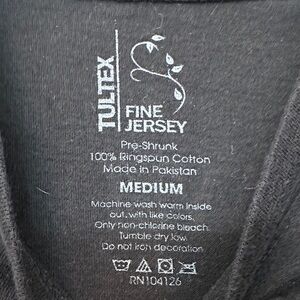 TULTEX
FINE
JERSEY
Pre-Shrunk
100% Ringspun Cotton
Made in Pakistan
MEDIUM
Machine wash warm inside
out, with like colors.
Only non-chlorine bleach.
Tumble dry low.
Do not iron decoration
RN104126